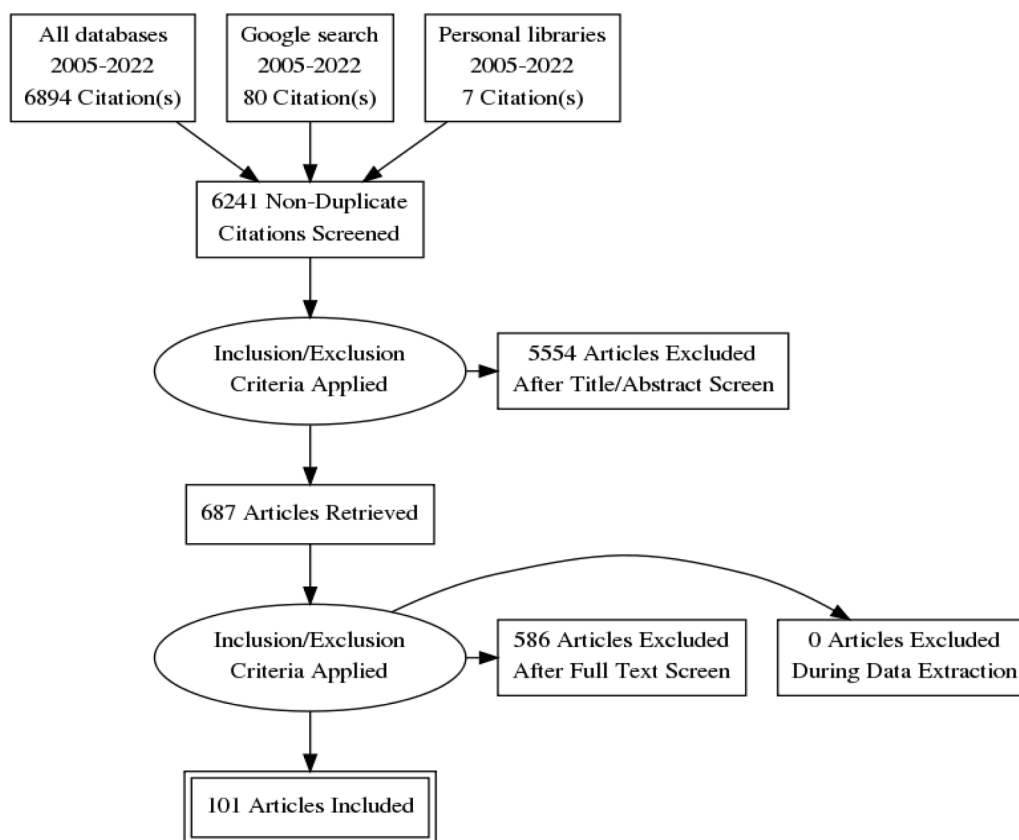 All databases
2005-2022
6894 Citation(s)
Google search
2005-2022
80 Citation(s)
Personal libraries
2005-2022
7 Citation(s)
6241 Non-Duplicate
Citations Screened
Inclusion/Exclusion
Criteria Applied
5554 Articles Excluded
After Title/Abstract Screen
687 Articles Retrieved
Inclusion/Exclusion
Criteria Applied
586 Articles Excluded
After Full Text Screen
0 Articles Excluded
During Data Extraction
101 Articles Included